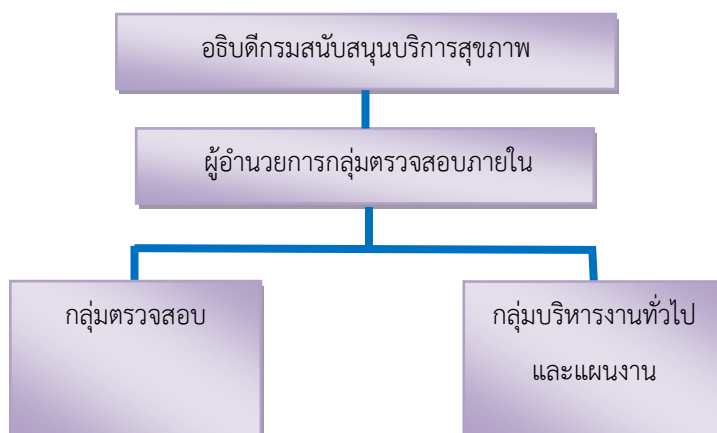 อธิบดีกรมสนับสนุนบริการสุขภาพ
ผู้อำนวยการกลุ่มตรวจสอบภายใน
กลุ่มตรวจสอบ
กลุ่มบริหารงานทั่วไป
และแผนงาน